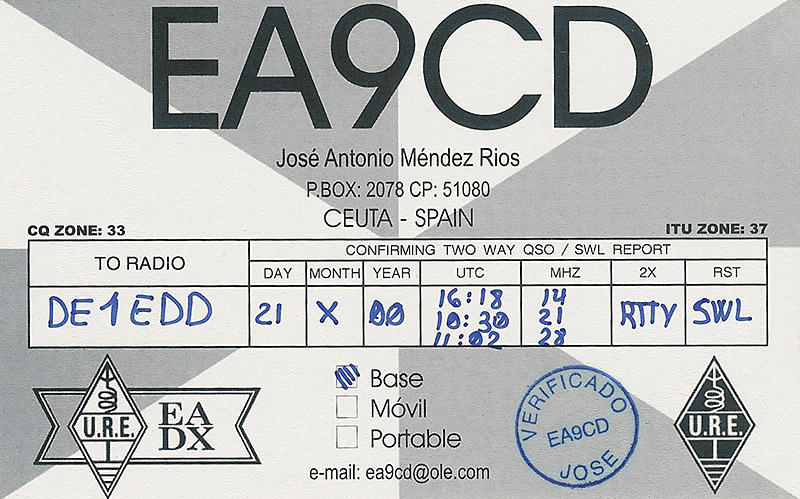 EA9CD
José Antonio Méndez Rios
P.BOX: 2078 CP: 51080
CEUTA - SPAIN
CQ ZONE: 33
ITU ZONE: 37
TO RADIO
CONFIRMING TWO WAY QSO / SWL REPORT
DAY MONTH YEAR UTC MHZ 2X RST
DE1EDD 21 X 00 16:18 14 RTTY SWL
10:30 21
11:02 28
Base
Móvil
Portable
e-mail: ea9cd@ole.com
U.R.E.
EA
DX
VERIFICADO
EA9CD
JOSE
U.R.E.